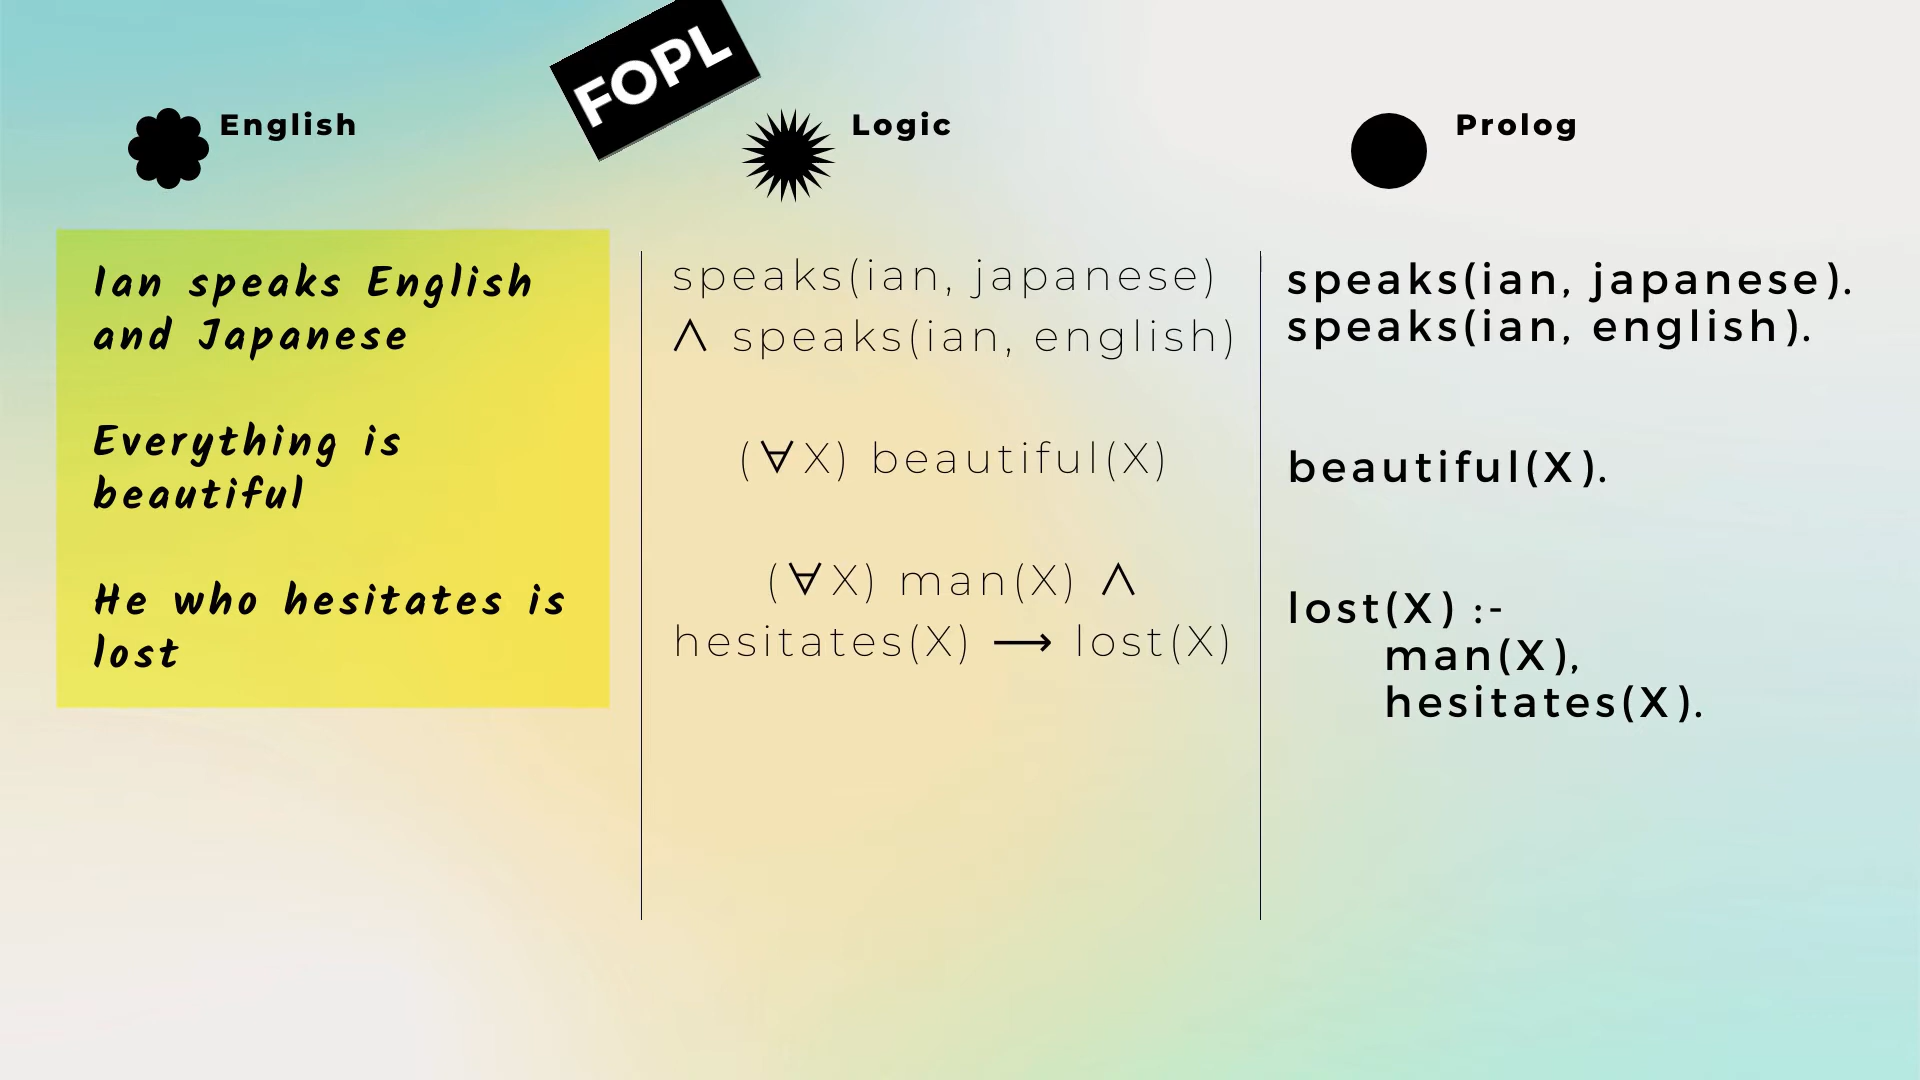 FOPL
English
Logic
Prolog
Ian speaks English
and Japanese
Everything is
beautiful
He who hesitates is
lost
speaks(ian, japanese)
∧ speaks(ian, english)
(∀X) beautiful(X)
(∀X) man(X) ∧
hesitates(X) ⟶ lost(X)
speaks(ian, japanese).
speaks(ian, english).
beautiful(X).
lost(X) :-
man(X),
hesitates(X).